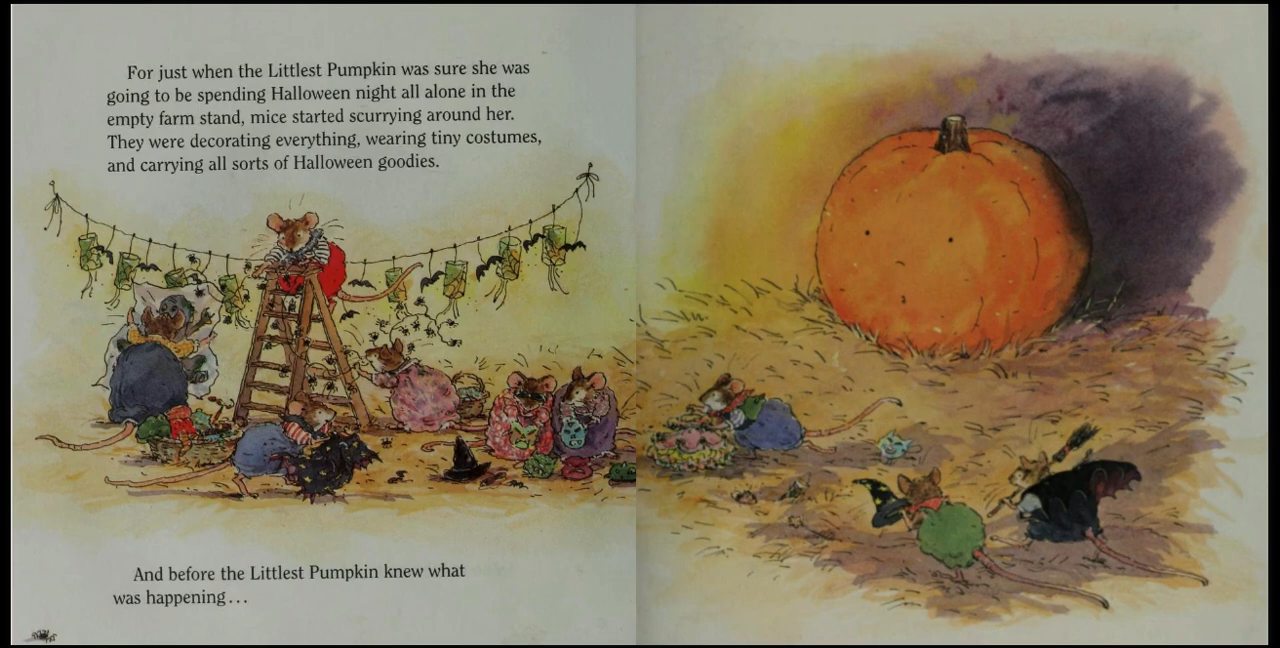 For just when the Littlest Pumpkin was sure she was
going to be spending Halloween night all alone in the
empty farm stand, mice started scurrying around her.
They were decorating everything, wearing tiny costumes,
and carrying all sorts of Halloween goodies.
And before the Littlest Pumpkin knew what
was happening...